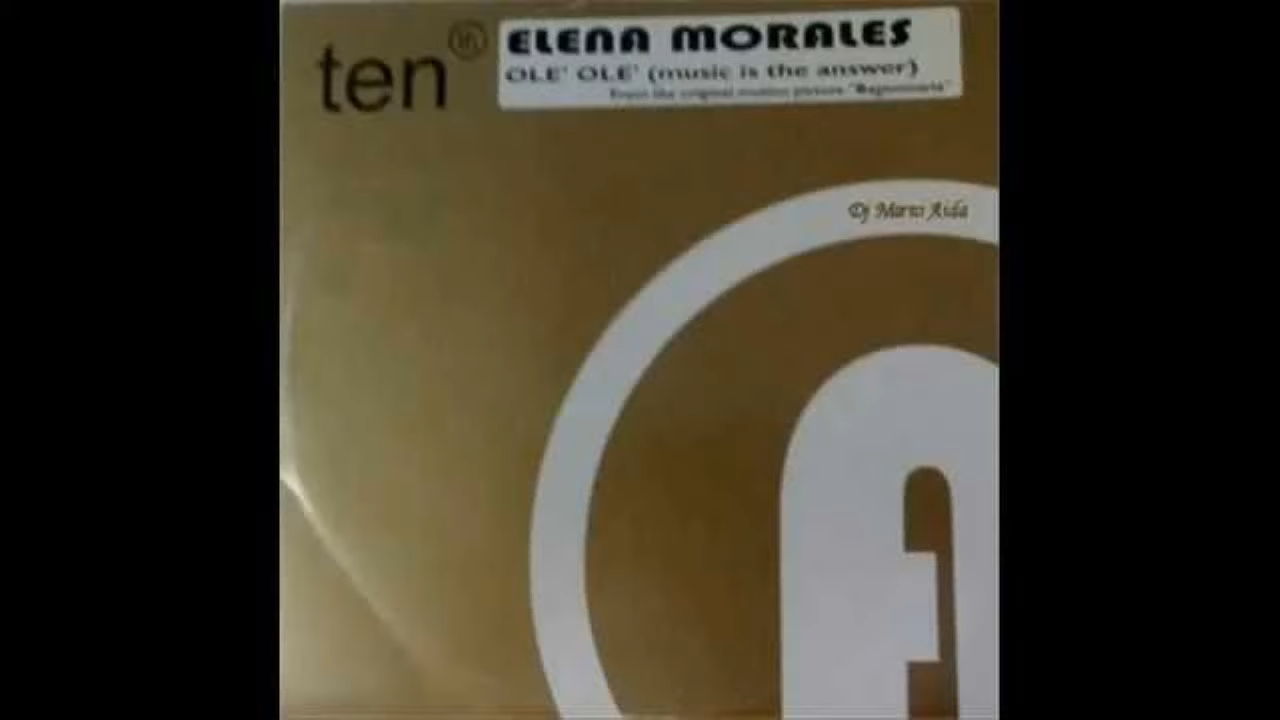 ten
ELENA MORALES
OLE' OLE' (music is the answer)
From the original motion picture
Dj Mario Aida